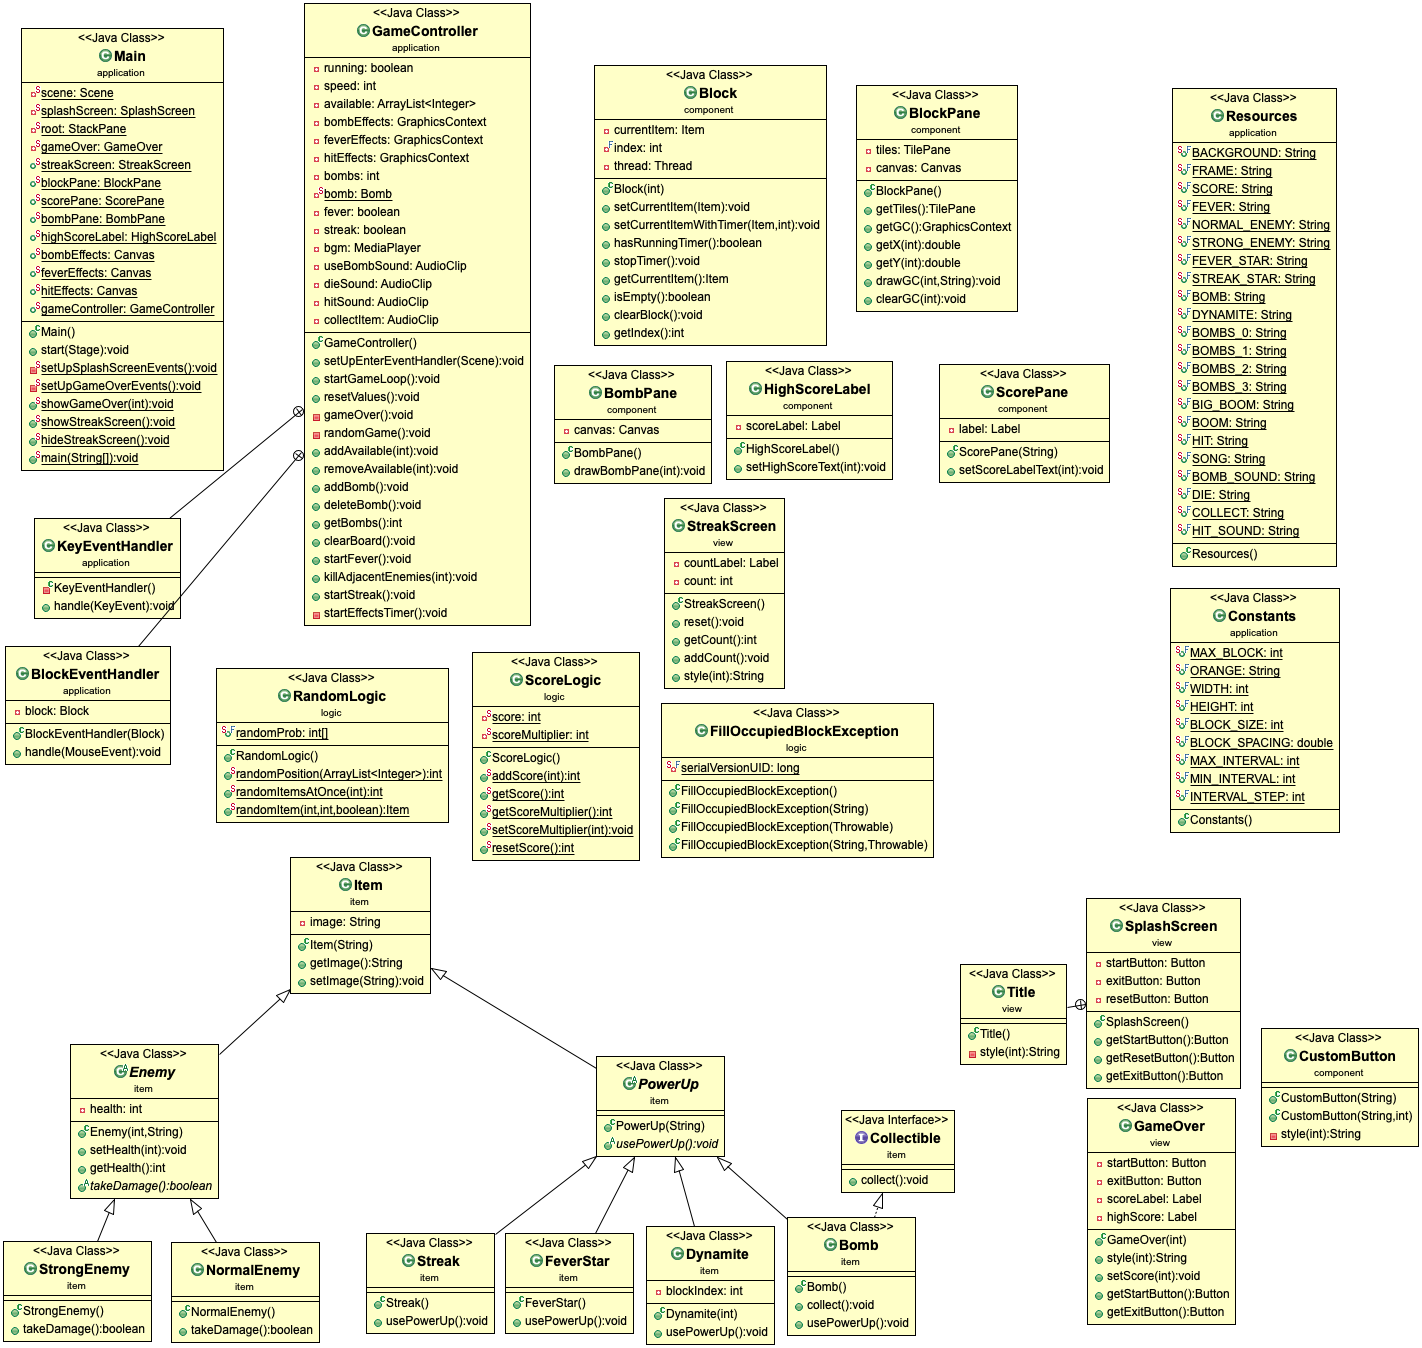 <<Java Class>>
Main
application
scene: Scene
splashScreen: SplashScreen
root: StackPane
gameOver: GameOver
streakScreen: StreakScreen
blockPane: BlockPane
scorePane: ScorePane
bombPane: BombPane
highScoreLabel: HighScoreLabel
bombEffects: Canvas
feverEffects: Canvas
hitEffects: Canvas
gameController: GameController
Main()
start(Stage):void
setUpSplashScreenEvents():void
setUpGameOverEvents():void
showGameOver(int):void
showStreakScreen():void
hideStreakScreen():void
main(String[]):void
<<Java Class>>
GameController
application
running: boolean
speed: int
available: ArrayList<Integer>
bombEffects: GraphicsContext
feverEffects: GraphicsContext
hitEffects: GraphicsContext
bombs: int
bomb: Bomb
fever: boolean
streak: boolean
bgm: MediaPlayer
useBombSound: AudioClip
dieSound: AudioClip
hitSound: AudioClip
collectItem: AudioClip
GameController()
setUpEnterEventHandler(Scene):void
startGameLoop():void
resetValues():void
gameOver():void
randomGame():void
addAvailable(int):void
removeAvailable(int):void
addBomb():void
deleteBomb():void
getBombs():int
clearBoard():void
startFever():void
killAdjacentEnemies(int):void
startStreak():void
startEffectsTimer():void
<<Java Class>>
Block
component
currentItem: Item
index: int
thread: Thread
Block(int)
setCurrentItem(Item):void
setCurrentItemWithTimer(Item,int):void
hasRunningTimer():boolean
stopTimer():void
getCurrentItem():Item
isEmpty():boolean
clearBlock():void
getIndex():int
<<Java Class>>
BlockPane
component
tiles: TilePane
canvas: Canvas
BlockPane()
getTiles():TilePane
getGC():GraphicsContext
getX(int):double
getY(int):double
drawGC(int,String):void
clearGC(int):void
<<Java Class>>
Resources
application
BACKGROUND: String
FRAME: String
SCORE: String
FEVER: String
NORMAL_ENEMY: String
STRONG_ENEMY: String
FEVER_STAR: String
STREAK_STAR: String
BOMB: String
DYNAMITE: String
BOMBS_0: String
BOMBS_1: String
BOMBS_2: String
BOMBS_3: String
BIG_BOOM: String
BOOM: String
HIT: String
SONG: String
BOMB_SOUND: String
DIE: String
COLLECT: String
HIT_SOUND: String
Resources()
<<Java Class>>
BombPane
component
canvas: Canvas
BombPane()
drawBombPane(int):void
<<Java Class>>
HighScoreLabel
component
scoreLabel: Label
HighScoreLabel()
setHighScoreText(int):void
<<Java Class>>
ScorePane
component
label: Label
ScorePane(String)
setScoreLabelText(int):void
<<Java Class>>
KeyEventHandler
application
KeyEventHandler()
handle(KeyEvent):void
<<Java Class>>
StreakScreen
view
countLabel: Label
count: int
StreakScreen()
reset():void
getCount():int
addCount():void
style(int):String
<<Java Class>>
Constants
application
MAX_BLOCK: int
ORANGE: String
WIDTH: int
HEIGHT: int
BLOCK_SIZE: int
BLOCK_SPACING: double
MAX_INTERVAL: int
MIN_INTERVAL: int
INTERVAL_STEP: int
Constants()
<<Java Class>>
BlockEventHandler
application
block: Block
BlockEventHandler(Block)
handle(MouseEvent):void
<<Java Class>>
RandomLogic
logic
randomProb: int[]
RandomLogic()
randomPosition(ArrayList<Integer>):int
randomItemsAtOnce(int):int
randomItem(int,int,boolean):Item
<<Java Class>>
ScoreLogic
logic
score: int
scoreMultiplier: int
ScoreLogic()
addScore(int):int
getScore():int
getScoreMultiplier():int
setScoreMultiplier(int):void
resetScore():int
<<Java Class>>
FillOccupiedBlockException
logic
serialVersionUID: long
FillOccupiedBlockException()
FillOccupiedBlockException(String)
FillOccupiedBlockException(Throwable)
FillOccupiedBlockException(String,Throwable)
<<Java Class>>
Item
item
image: String
Item(String)
getImage():String
setImage(String):void
<<Java Class>>
SplashScreen
view
startButton: Button
exitButton: Button
resetButton: Button
SplashScreen()
getStartButton():Button
getResetButton():Button
getExitButton():Button
<<Java Class>>
Title
view
Title()
style(int):String
<<Java Class>>
CustomButton
component
CustomButton(String)
CustomButton(String,int)
style(int):String
<<Java Class>>
Enemy
item
health: int
Enemy(int,String)
setHealth(int):void
getHealth():int
takeDamage():boolean
<<Java Class>>
PowerUp
item
PowerUp(String)
usePowerUp():void
<<Java Interface>>
Collectible
item
collect():void
<<Java Class>>
GameOver
view
startButton: Button
exitButton: Button
scoreLabel: Label
highScore: Label
GameOver(int)
style(int):String
setScore(int):void
getStartButton():Button
getExitButton():Button
<<Java Class>>
StrongEnemy
item
StrongEnemy()
takeDamage():boolean
<<Java Class>>
NormalEnemy
item
NormalEnemy()
takeDamage():boolean
<<Java Class>>
Streak
item
Streak()
usePowerUp():void
<<Java Class>>
FeverStar
item
FeverStar()
usePowerUp():void
<<Java Class>>
Dynamite
item
blockIndex: int
Dynamite(int)
usePowerUp():void
<<Java Class>>
Bomb
item
Bomb()
collect():void
usePowerUp():void